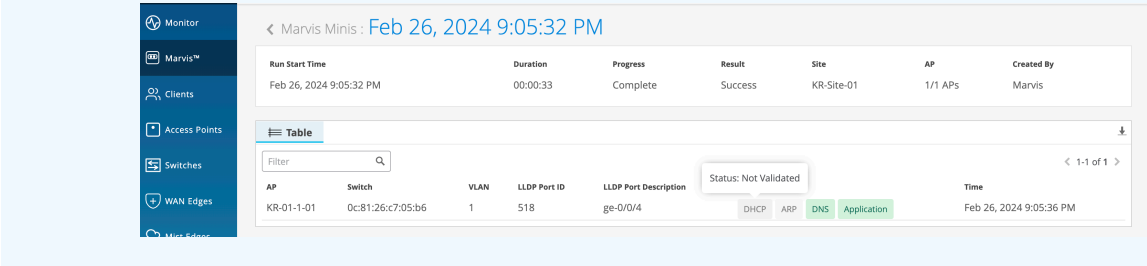 Monitor
Marvis™
Clients
Access Points
Switches
WAN Edges
Mist Edges
< Marvis Minis : Feb 26, 2024 9:05:32 PM
Run Start Time Duration Progress Result Site AP Created By
Feb 26, 2024 9:05:32 PM 00:00:33 Complete Success KR-Site-01 1/1 APs Marvis
Table
Filter
< 1-1 of 1 >
Status: Not Validated
AP Switch VLAN LLDP Port ID LLDP Port Description Time
KR-01-1-01 0c:81:26:c7:05:b6 1 518 ge-0/0/4 DHCP ARP DNS Application Feb 26, 2024 9:05:36 PM